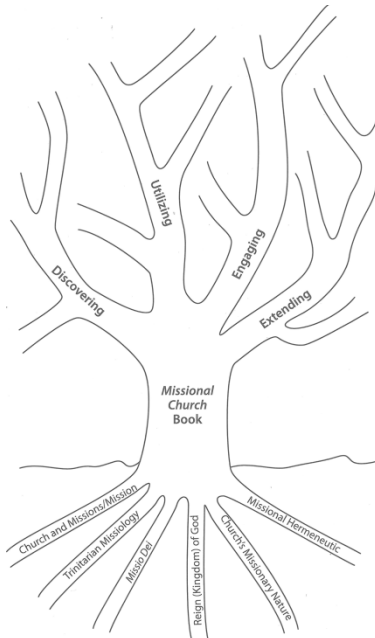 Discovering
Utilizing
Engaging
Extending
Missional
Church
Book
Church and Missions/Mission
Trinitarian Missiology
Missio Dei
Reign (Kingdom) of God
Church's Missionary Nature
Missional Hermeneutic